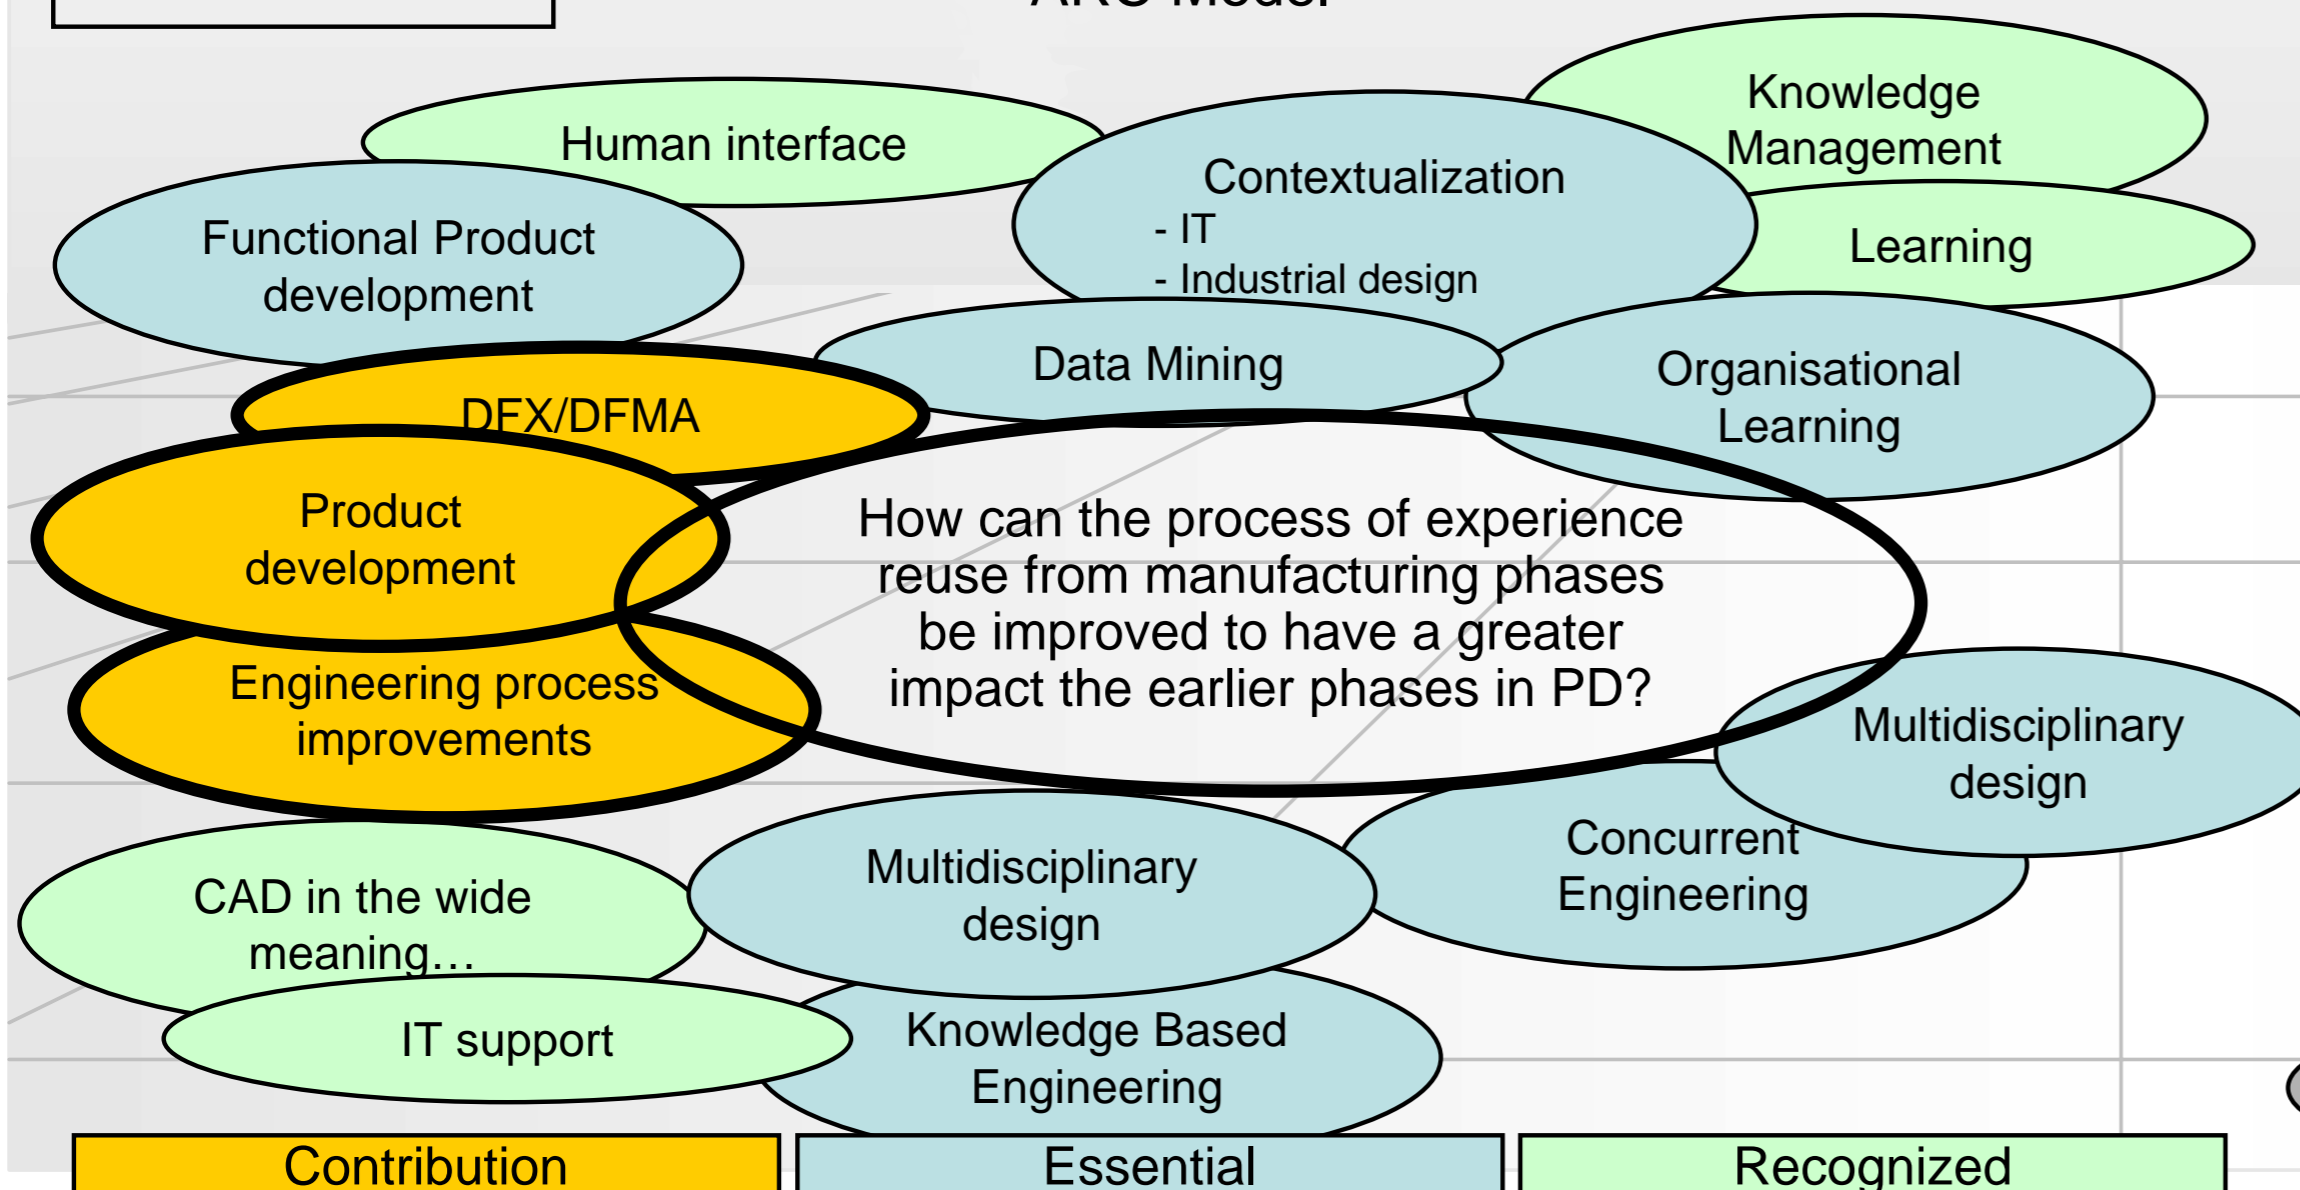 ARC Model
Knowledge
Management
Human interface
Contextualization
- IT
- Industrial design
Learning
Functional Product
development
Data Mining
Organisational
Learning
DFX/DFMA
Product
development
How can the process of experience
reuse from manufacturing phases
be improved to have a greater
impact the earlier phases in PD?
Engineering process
improvements
Multidisciplinary
design
Concurrent
Engineering
Multidisciplinary
design
CAD in the wide
meaning…
IT support
Knowledge Based
Engineering
Contribution
Essential
Recognized